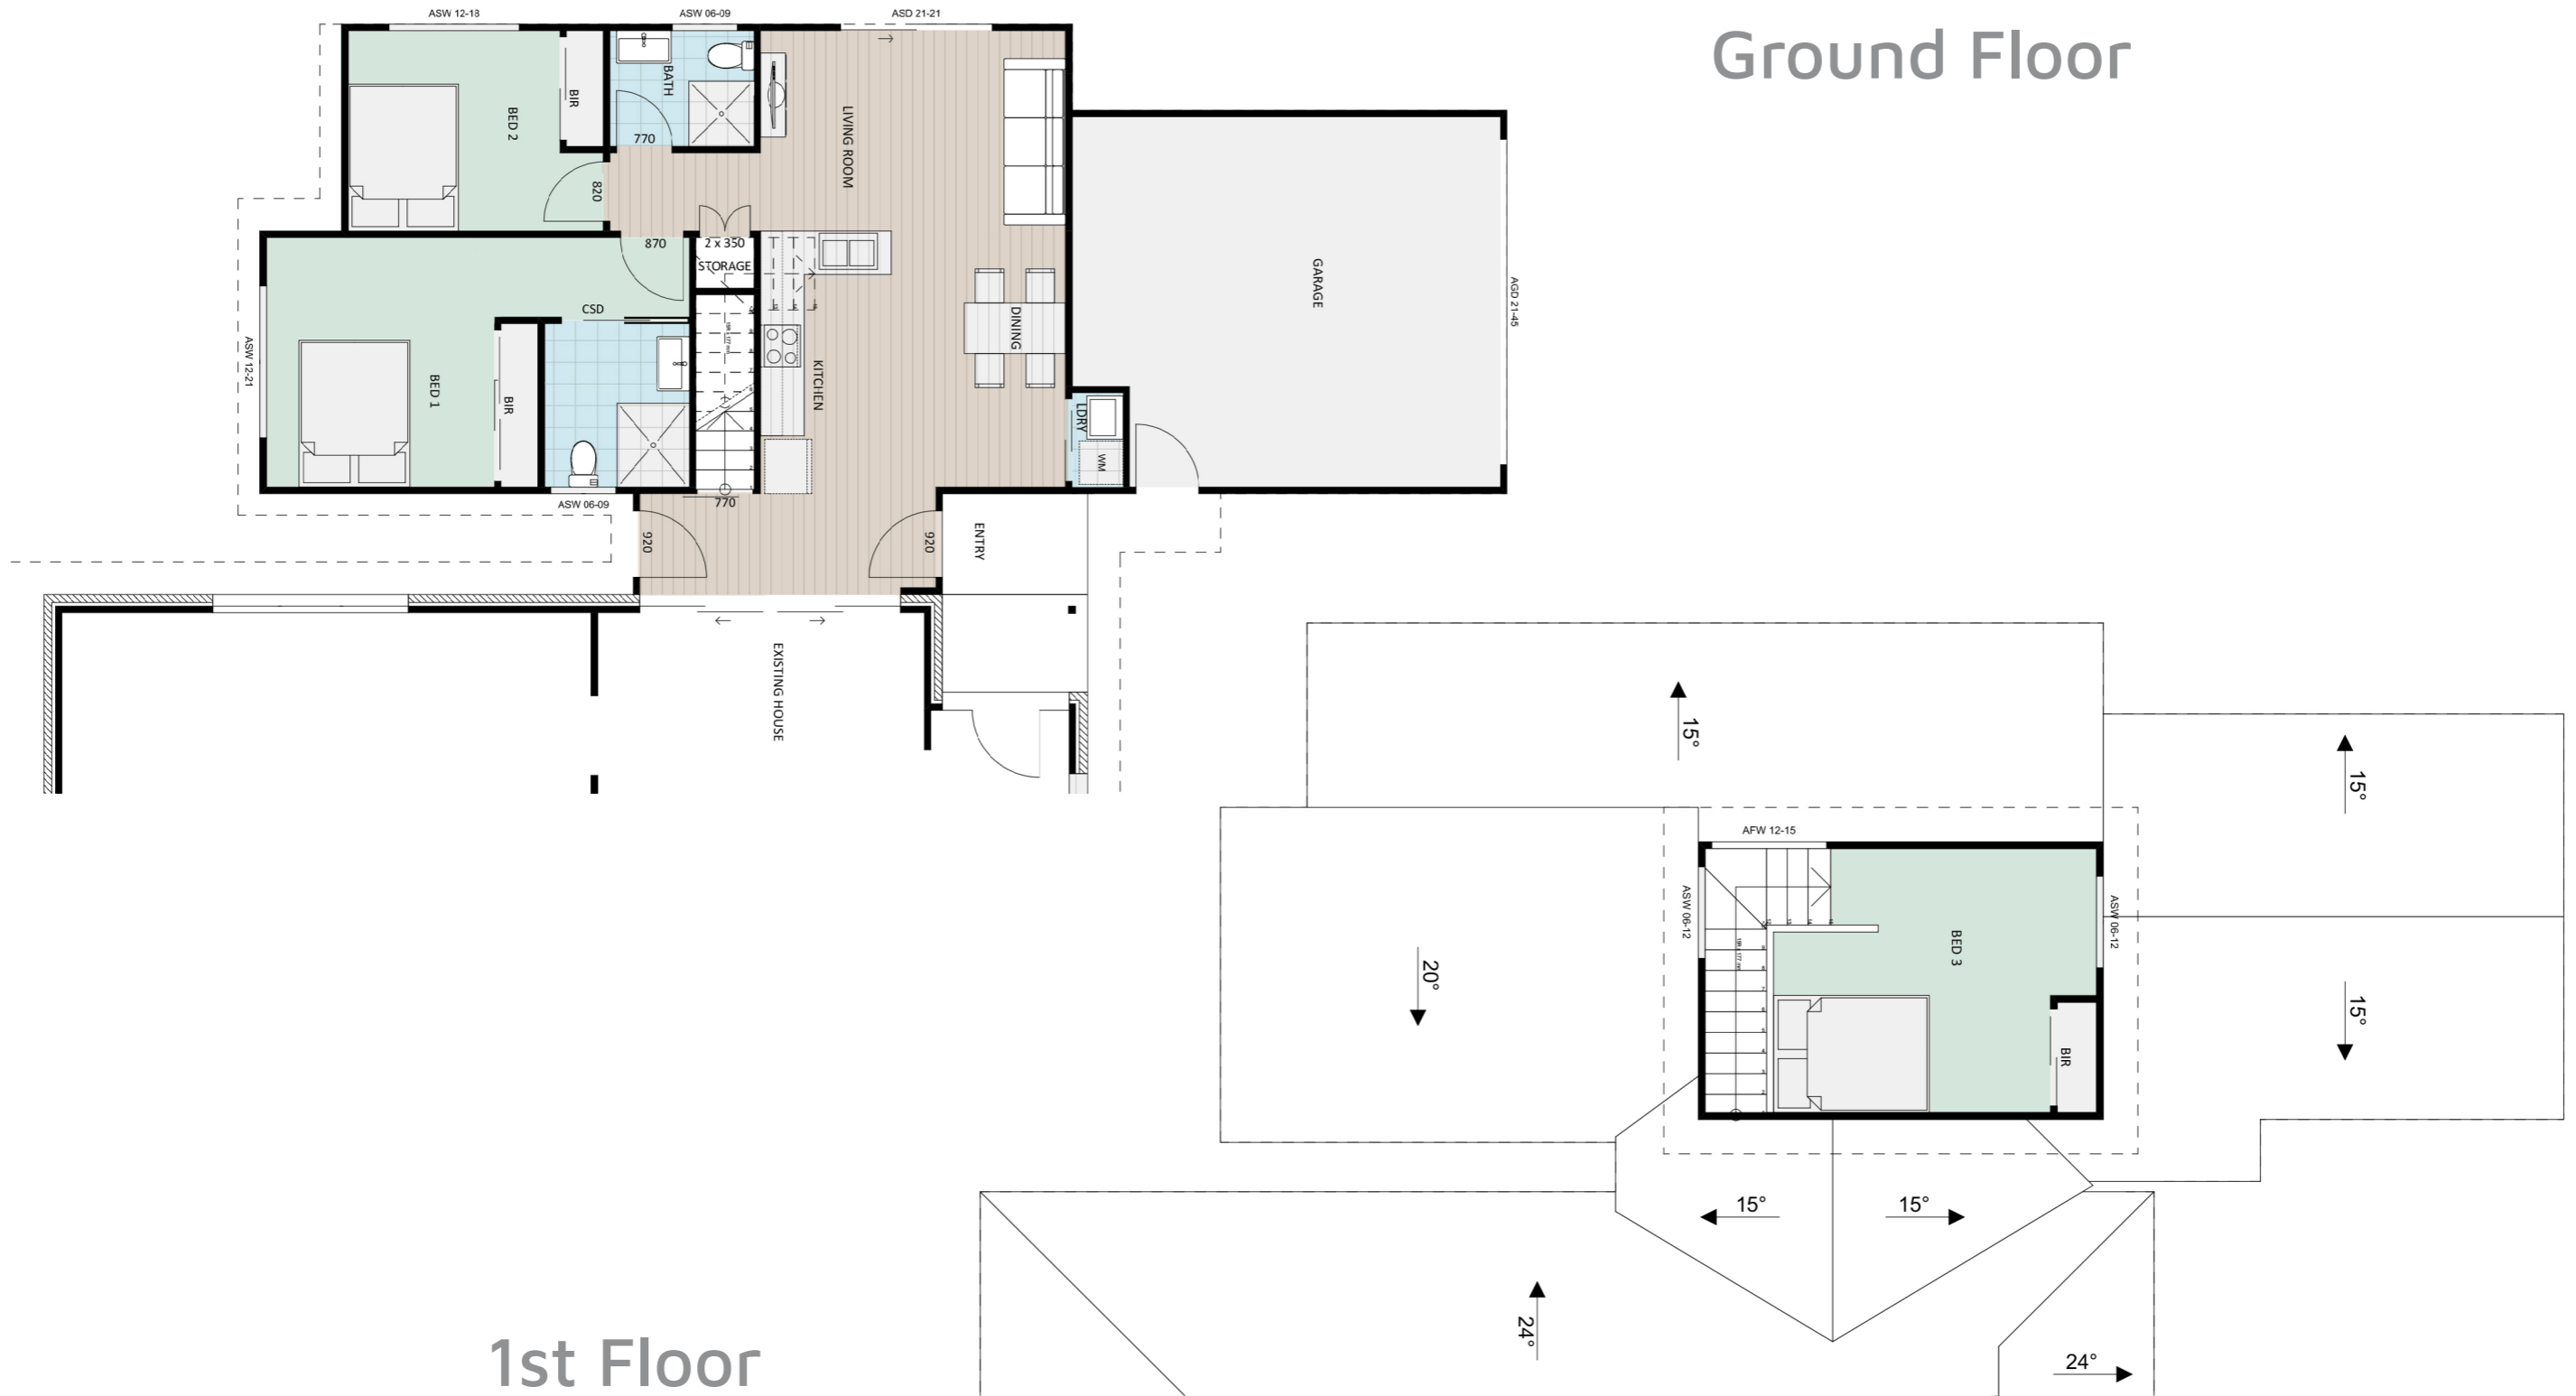 Ground Floor
ASW 12-18
ASW 06-09
ASD 21-21
BED 2
BIR
BATH
770
LIVING ROOM
820
870
2 x 350
STORAGE
GARAGE
AGD 21-45
CSD
DINING
ASW 12-21
BED 1
BIR
KITCHEN
LDRY
WM
ASW 06-09
770
920
920
ENTRY
EXISTING HOUSE
15°
15°
AFW 12-15
ASW 06-12
ASW 06-12
BED 3
20°
15°
BIR
15°
15°
24°
24°
1st Floor